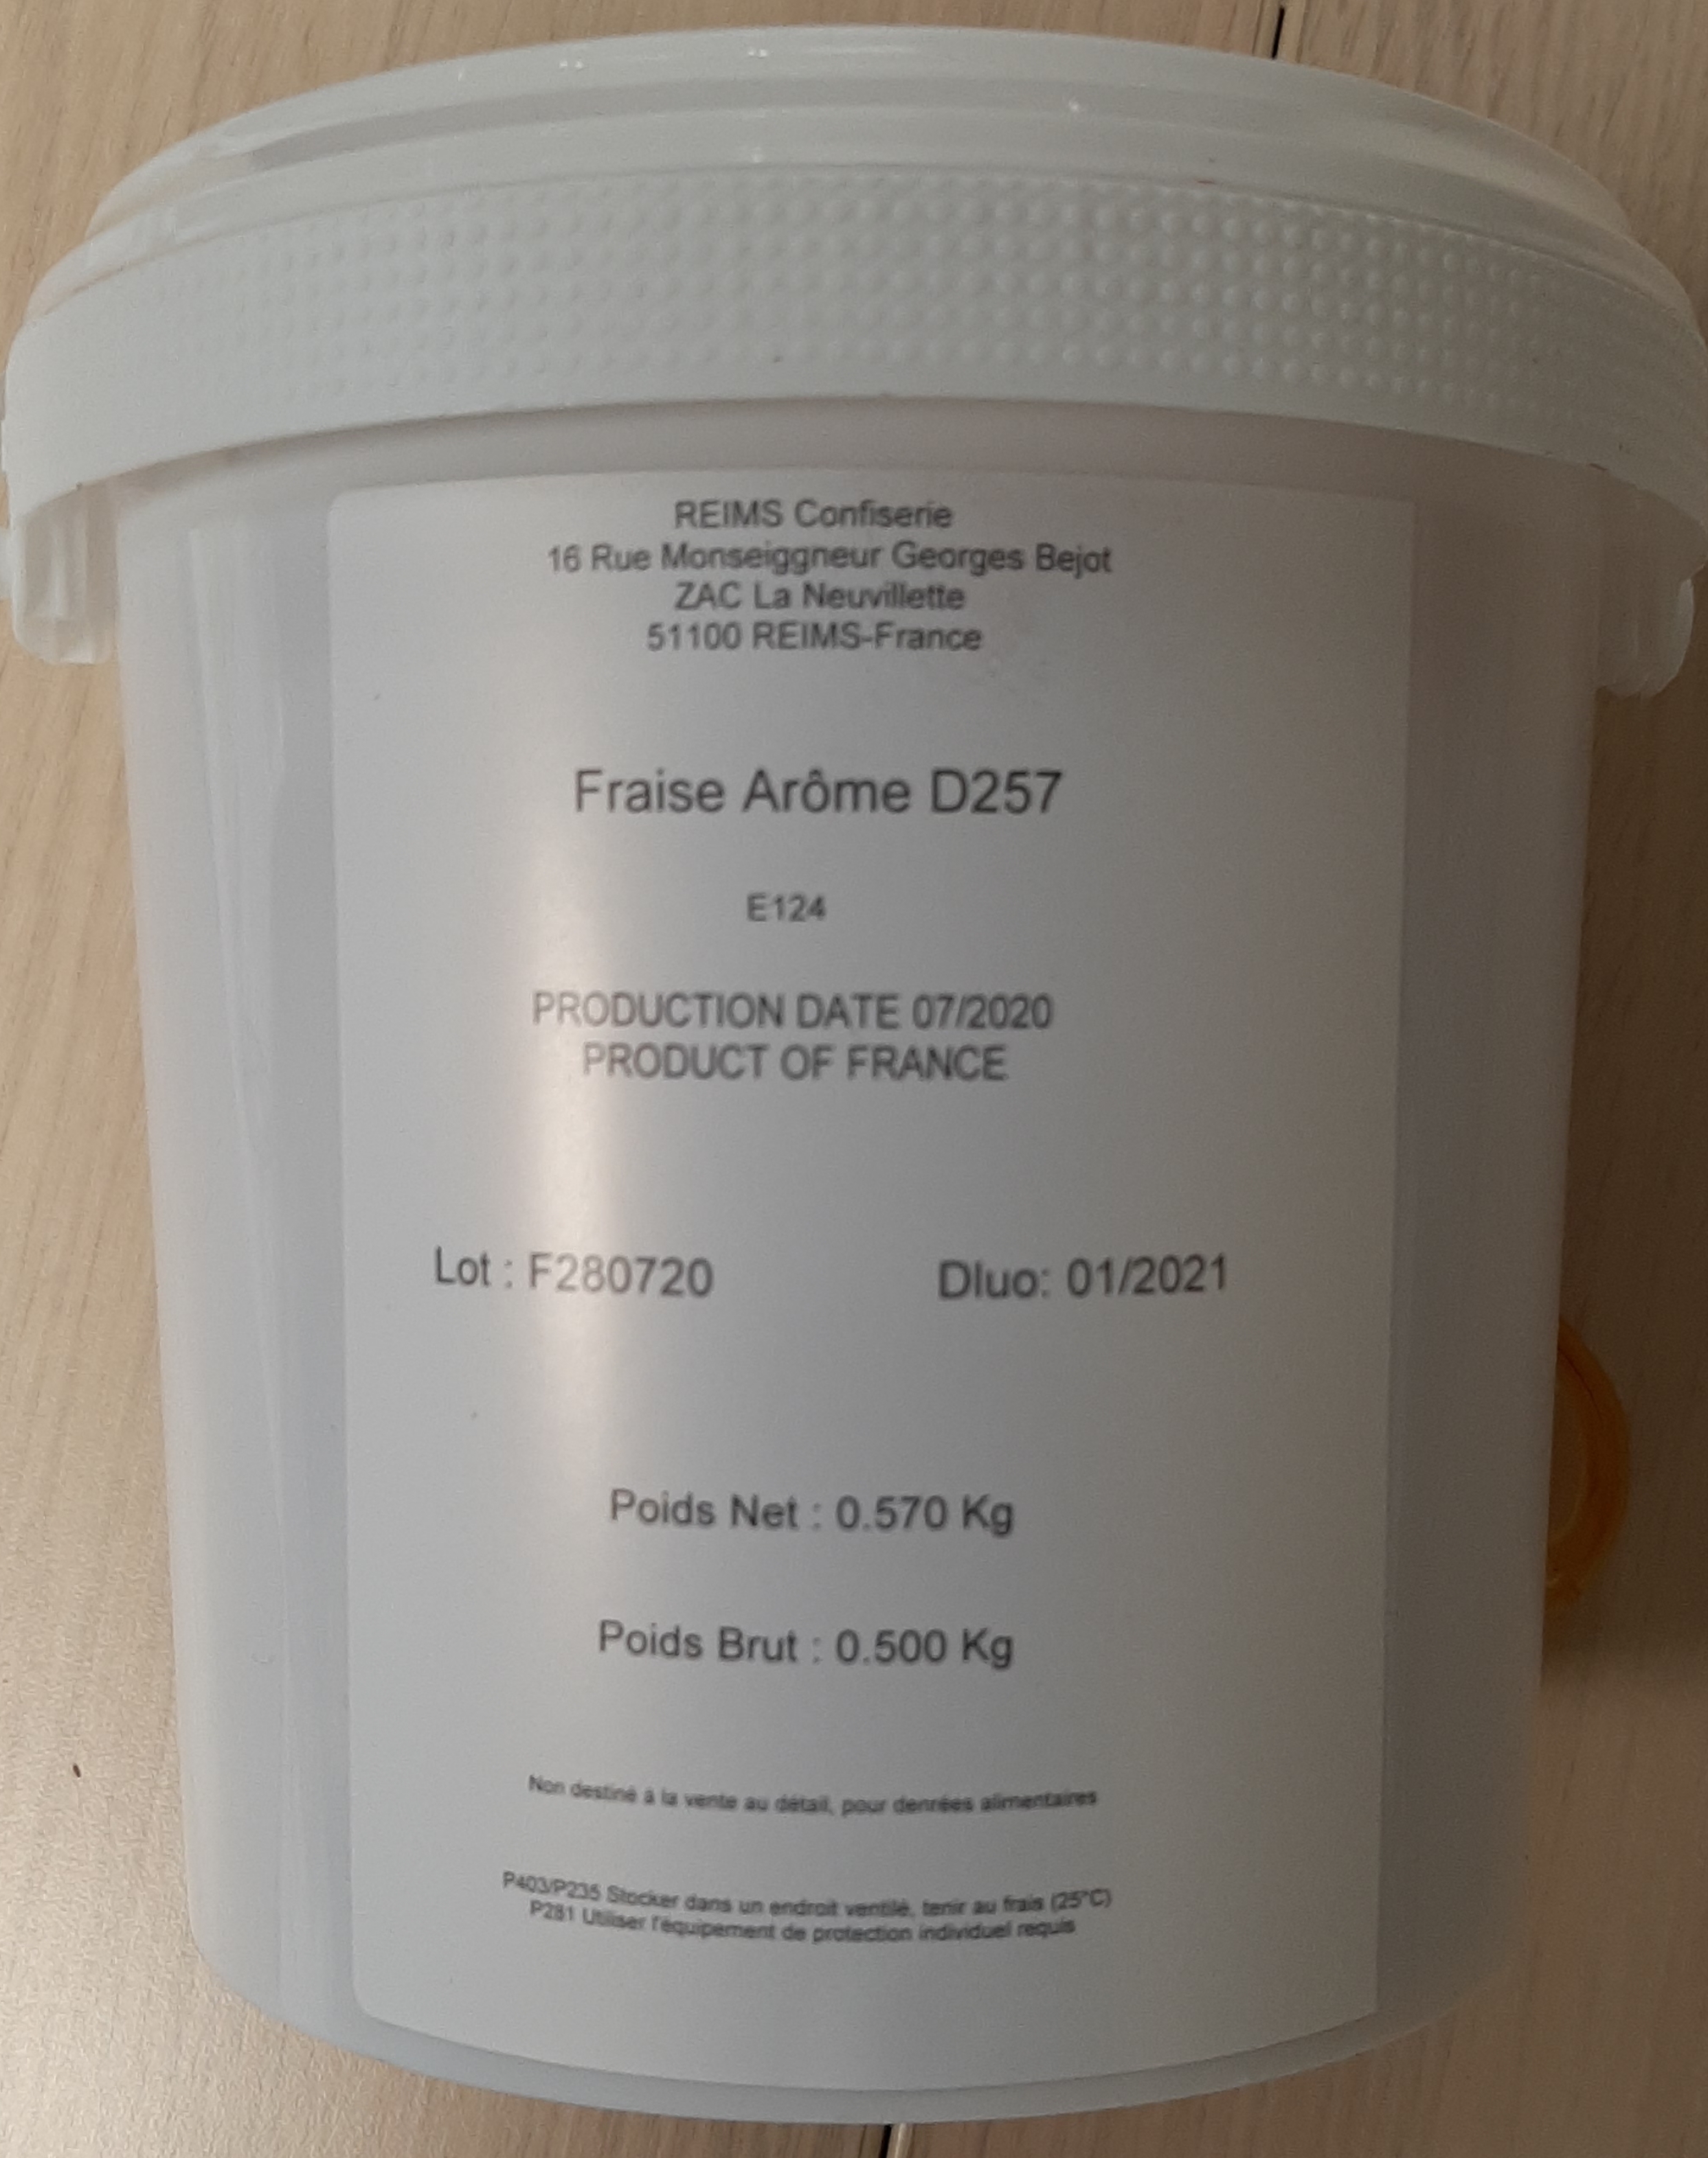 REIMS Confiserie
16 Rue Monseiggneur Georges Bejot
ZAC La Neuvillette
51100 REIMS-France
Fraise Arôme D257
E124
PRODUCTION DATE 07/2020
PRODUCT OF FRANCE
Lot : F280720 Dluo: 01/2021
Poids Net : 0.570 Kg
Poids Brut : 0.500 Kg
Non destiné à la vente au détail, pour denrées alimentaires
P403/P235 Stocker dans un endroit ventilé, tenir au frais (25°C)
P281 Utiliser l'équipement de protection individuel requis